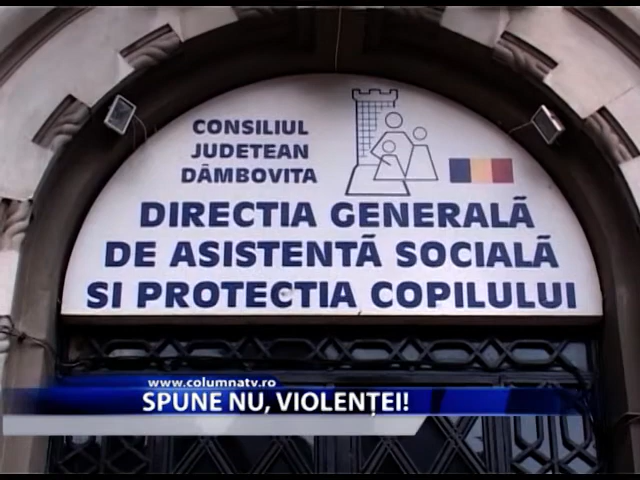 CONSILIUL
JUDETEAN
DÂMBOVITA
DIRECTIA GENERALĂ
DE ASISTENTĂ SOCIALĂ
SI PROTECTIA COPILULUI
www.columnatv.ro
SPUNE NU, VIOLENȚEI!